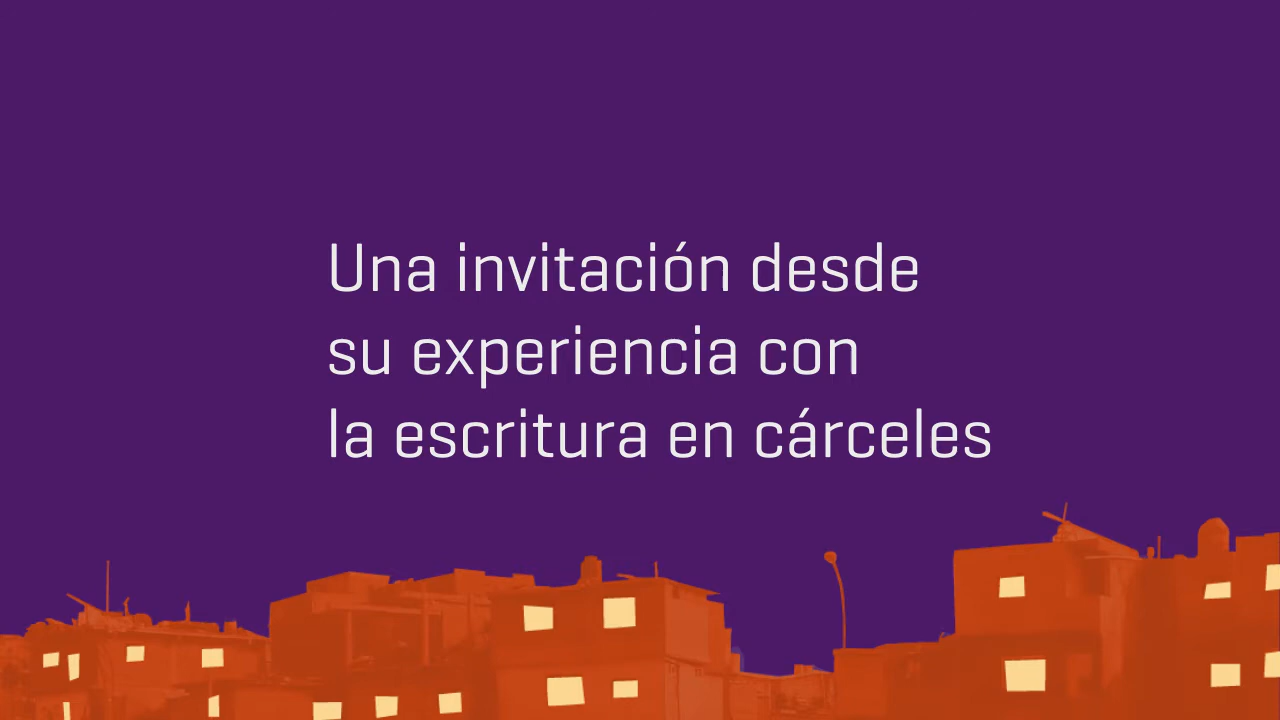 Una invitación desde
su experiencia con
la escritura en cárceles